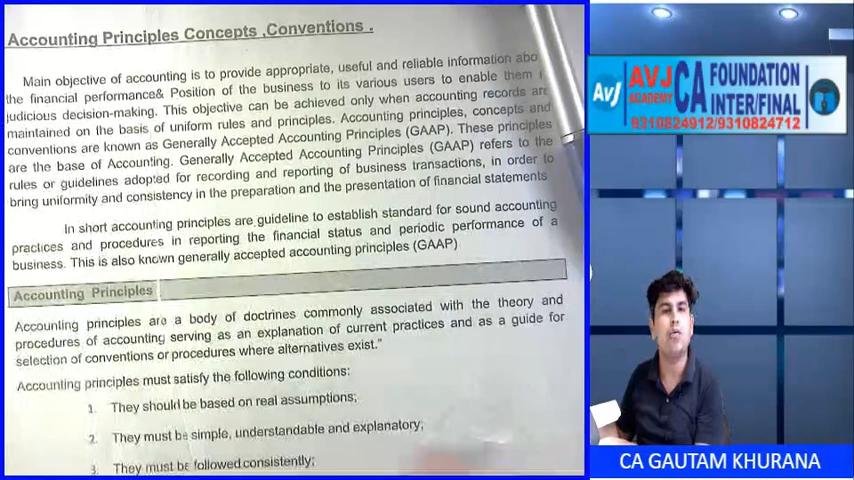 Accounting Principles Concepts ,Conventions .
Main objective of accounting is to provide appropriate, useful and reliable information abo
the financial performance& Position of the business to its various users to enable them
judicious decision-making. This objective can be achieved only when accounting records are
maintained on the basis of uniform rules and principles. Accounting principles, concepts and
conventions are known as Generally Accepted Accounting Principles (GAAP). These principles
are the base of Accounting. Generally Accepted Accounting Principles (GAAP) refers to the
rules or guidelines adopted for recording and reporting of business transactions, in order to
bring uniformity and consistency in the preparation and the presentation of financial statements
In short accounting principles are guideline to establish standard for sound accounting
practices and procedures in reporting the financial status and periodic performance of a
business. This is also known generally accepted accounting principles (GAAP)
Accounting Principles
Accounting principles are a body of doctrines commonly associated with the theory and
procedures of accounting serving as an explanation of current practices and as a guide for
selection of conventions or procedures where alternatives exist."
Accounting principles must satisfy the following conditions:
1. They should be based on real assumptions;
2. They must be simple, understandable and explanatory;
3. They must be followed consistently;
AVJ
AVJ ACADEMY
CA FOUNDATION
INTER/FINAL
9310824912/9310824712
CA GAUTAM KHURANA